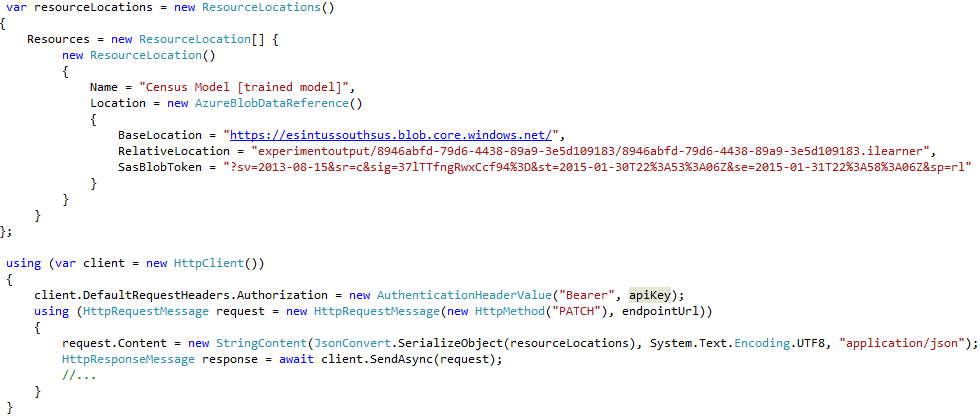 var resourceLocations = new ResourceLocations()
{
Resources = new ResourceLocation[] {
new ResourceLocation()
{
Name = "Census Model [trained model]",
Location = new AzureBlobDataReference()
{
BaseLocation = "https://esintussouthsus.blob.core.windows.net/",
RelativeLocation = "experimentoutput/8946abfd-79d6-4438-89a9-3e5d109183/8946abfd-79d6-4438-89a9-3e5d109183.ilearner",
SasBlobToken = "?sv=2013-08-15&sr=c&sig=37lTTfngRwxCcf94%3D&st=2015-01-30T22%3A53%3A06Z&se=2015-01-31T22%3A58%3A06Z&sp=rl"
}
}
}
};
using (var client = new HttpClient())
{
client.DefaultRequestHeaders.Authorization = new AuthenticationHeaderValue("Bearer", apiKey);
using (HttpRequestMessage request = new HttpRequestMessage(new HttpMethod("PATCH"), endpointUrl))
{
request.Content = new StringContent(JsonConvert.SerializeObject(resourceLocations), System.Text.Encoding.UTF8, "application/json");
HttpResponseMessage response = await client.SendAsync(request);
//...
}
}